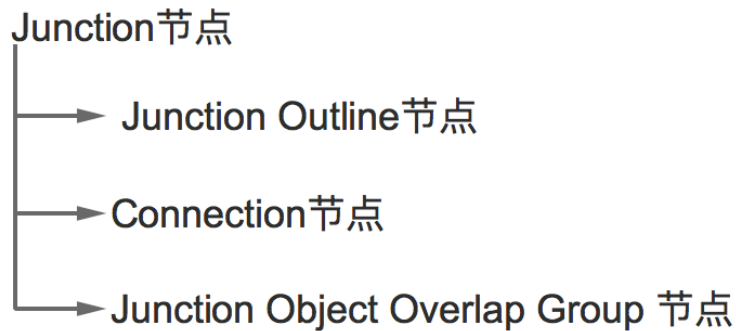 Junction节点
Junction Outline节点
Connection节点
Junction Object Overlap Group 节点